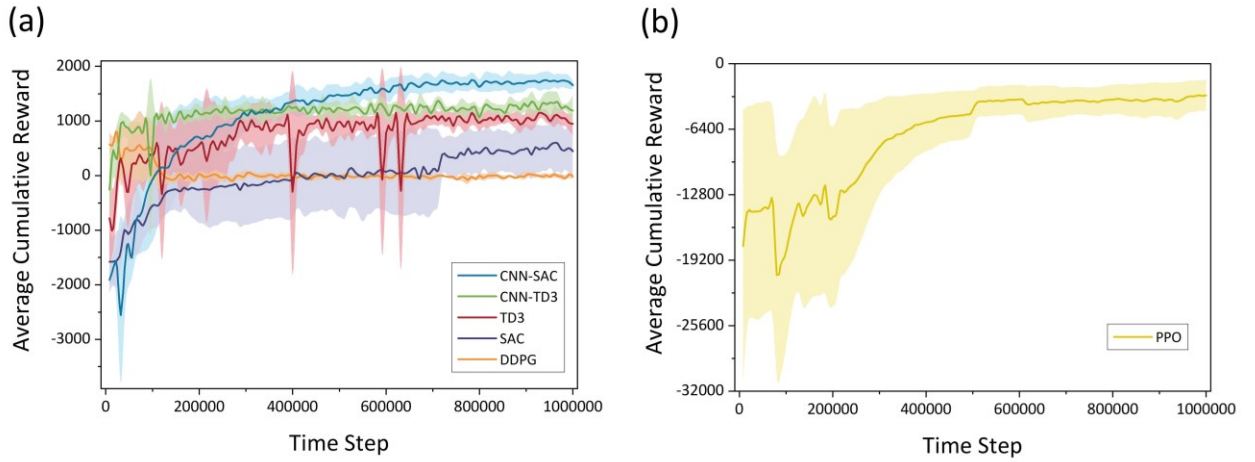 (a)
2000
1000
0
-1000
-2000
-3000
Average Cumulative Reward
CNN-SAC
CNN-TD3
TD3
SAC
DDPG
0 200000 400000 600000 800000 1000000
Time Step
(b)
0
-6400
-12800
-19200
-25600
-32000
Average Cumulative Reward
PPO
0 200000 400000 600000 800000 1000000
Time Step